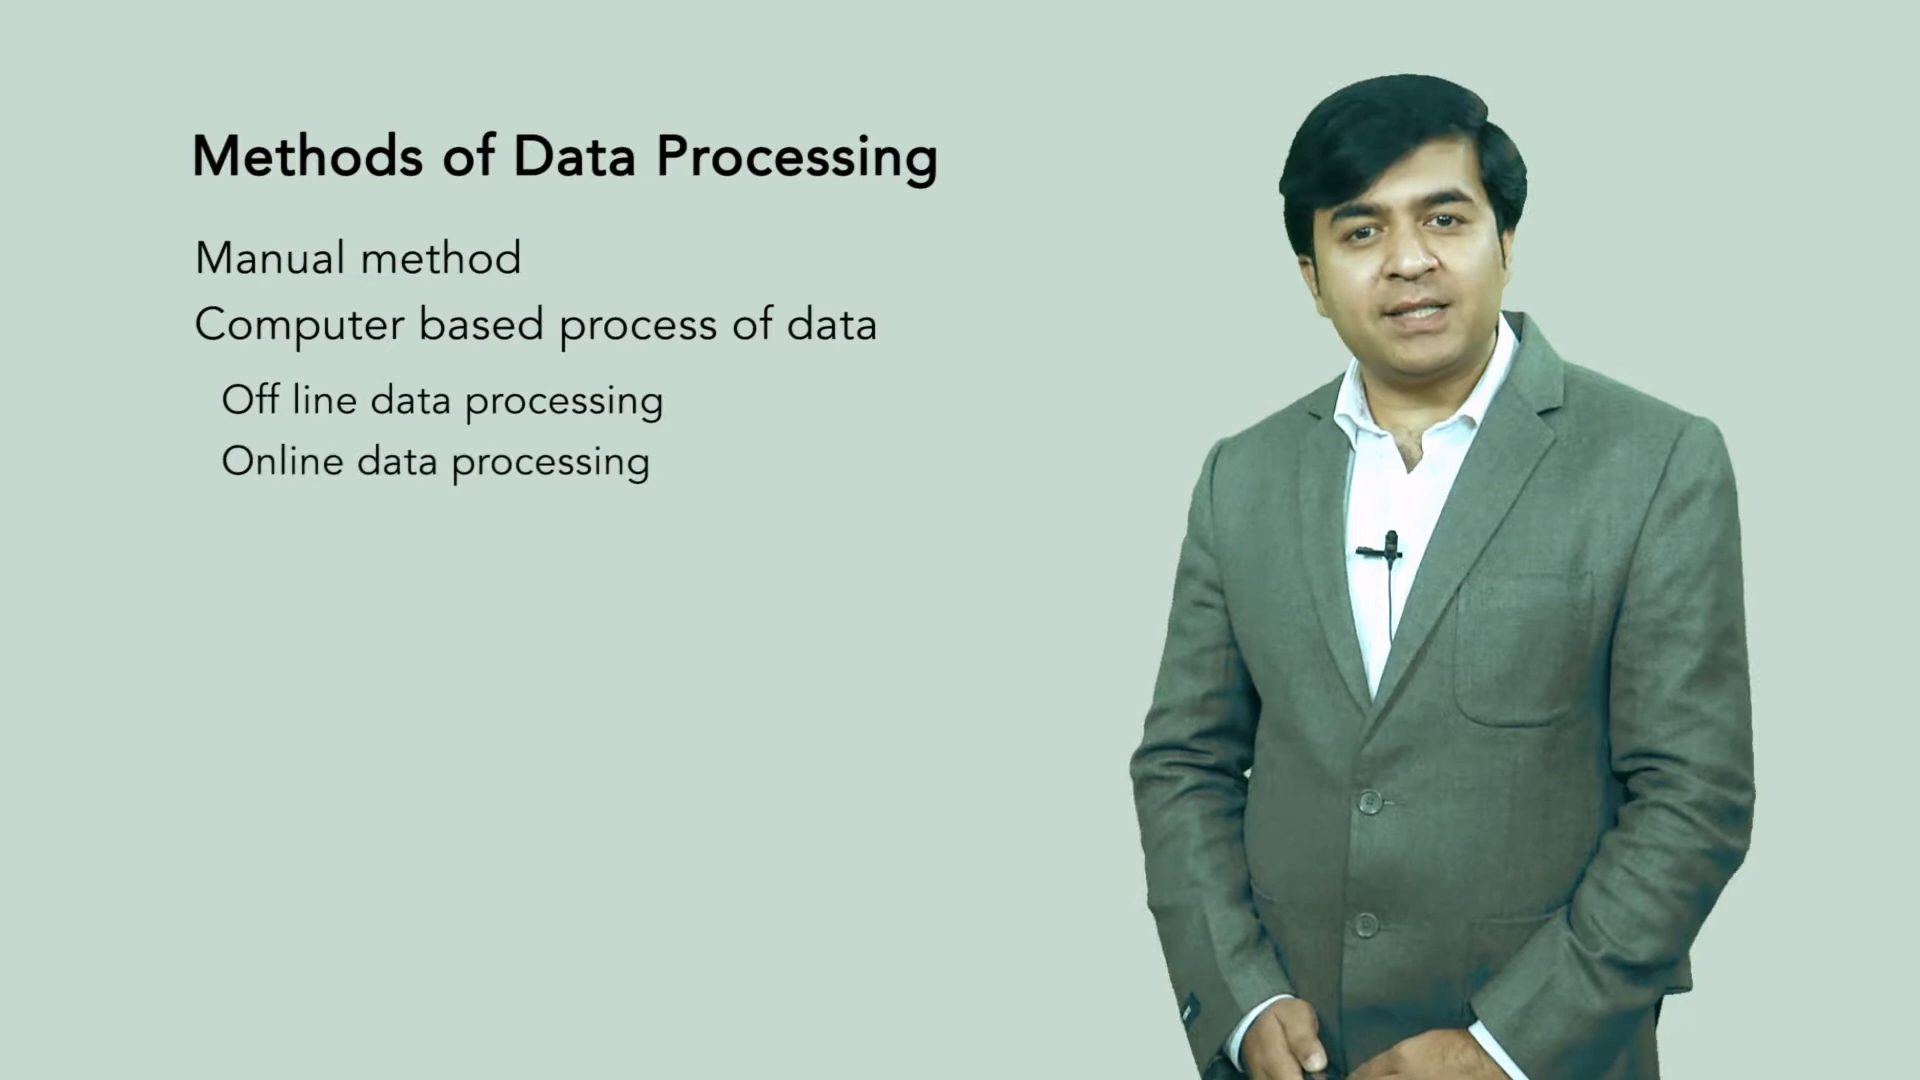 Methods of Data Processing
Manual method
Computer based process of data
Off line data processing
Online data processing